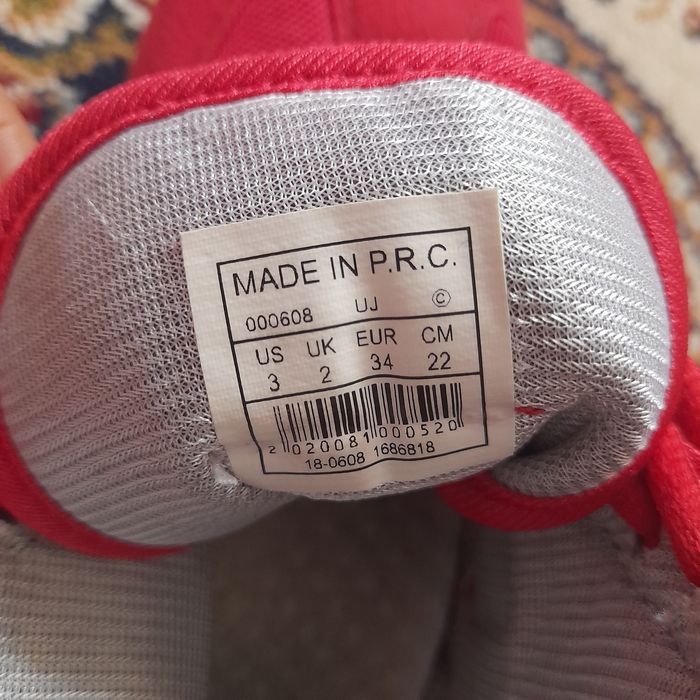 MADE IN P.R.C.
000608 UJ ©
US UK EUR CM
3 2 34 22
2 020081 000520
18-0608 1686818